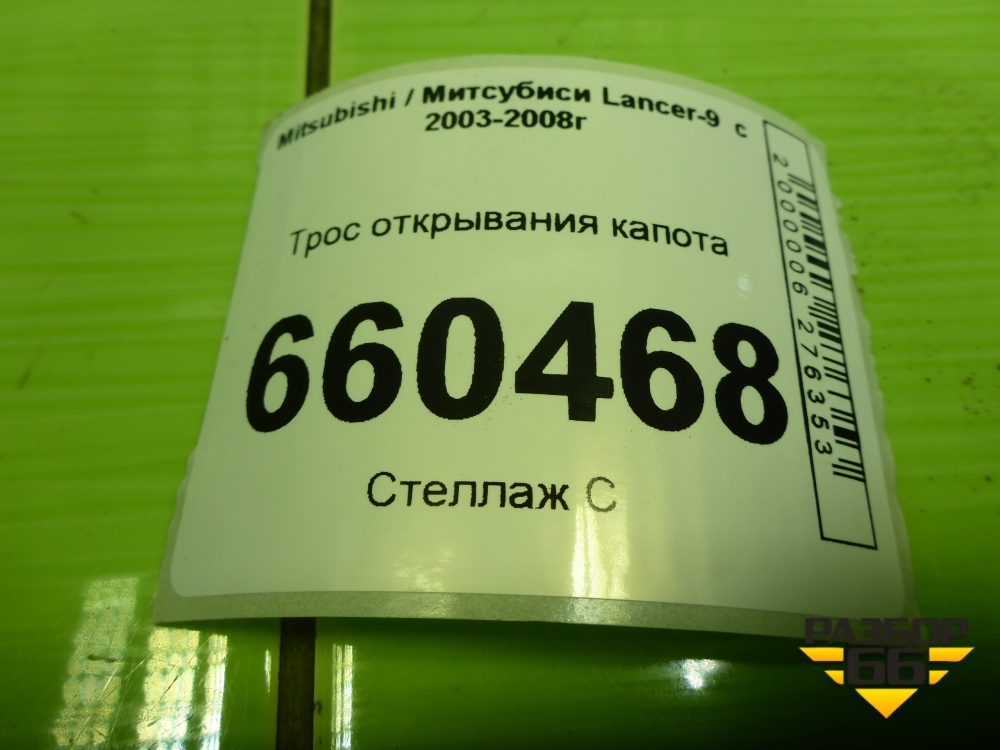 Mitsubishi / Митсубиси Lancer-9 с
2003-2008г
Трос открывания капота
660468
Стеллаж С
2000006276353
РАЗБОР
66